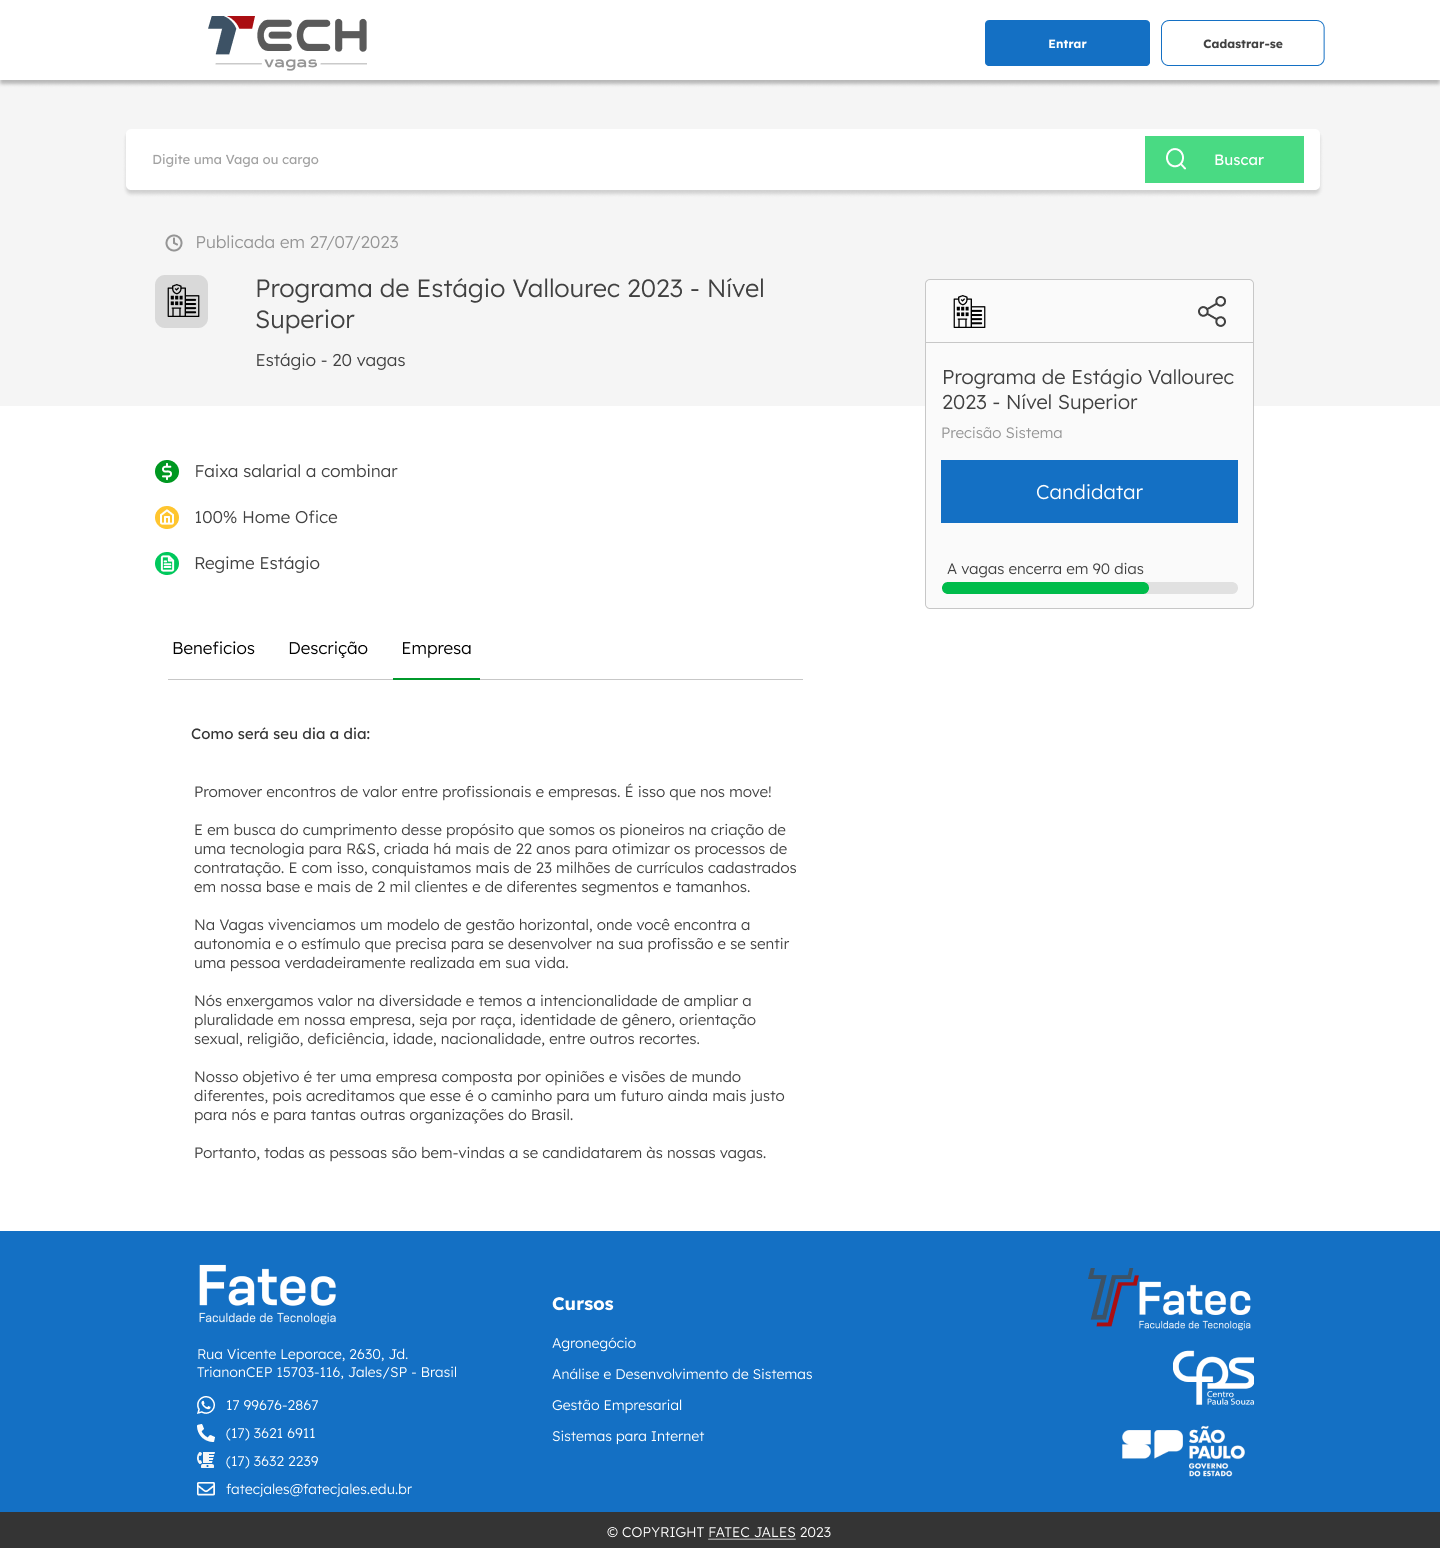 TECH
vagas
Entrar
Cadastrar-se
Digite uma Vaga ou cargo
Buscar
Publicada em 27/07/2023
Programa de Estágio Vallourec 2023 - Nível
Superior
Estágio - 20 vagas
Programa de Estágio Vallourec
2023 - Nível Superior
Precisão Sistema
Candidatar
A vagas encerra em 90 dias
Faixa salarial a combinar
100% Home Ofice
Regime Estágio
Beneficios
Descrição
Empresa
Como será seu dia a dia:
Promover encontros de valor entre profissionais e empresas. É isso que nos move!
E em busca do cumprimento desse propósito que somos os pioneiros na criação de
uma tecnologia para R&S, criada há mais de 22 anos para otimizar os processos de
contratação. E com isso, conquistamos mais de 23 milhões de currículos cadastrados
em nossa base e mais de 2 mil clientes e de diferentes segmentos e tamanhos.
Na Vagas vivenciamos um modelo de gestão horizontal, onde você encontra a
autonomia e o estímulo que precisa para se desenvolver na sua profissão e se sentir
uma pessoa verdadeiramente realizada em sua vida.
Nós enxergamos valor na diversidade e temos a intencionalidade de ampliar a
pluralidade em nossa empresa, seja por raça, identidade de gênero, orientação
sexual, religião, deficiência, idade, nacionalidade, entre outros recortes.
Nosso objetivo é ter uma empresa composta por opiniões e visões de mundo
diferentes, pois acreditamos que esse é o caminho para um futuro ainda mais justo
para nós e para tantas outras organizações do Brasil.
Portanto, todas as pessoas são bem-vindas a se candidatarem às nossas vagas.
Fatec
Faculdade de Tecnologia
Rua Vicente Leporace, 2630, Jd.
TrianonCEP 15703-116, Jales/SP - Brasil
17 99676-2867
(17) 3621 6911
(17) 3632 2239
fatecjales@fatecjales.edu.br
Cursos
Agronegócio
Análise e Desenvolvimento de Sistemas
Gestão Empresarial
Sistemas para Internet
Fatec
Faculdade de Tecnologia
CPS
Centro
Paula Souza
SP
SÃO
PAULO
GOVERNO
DO ESTADO
© COPYRIGHT FATEC JALES 2023